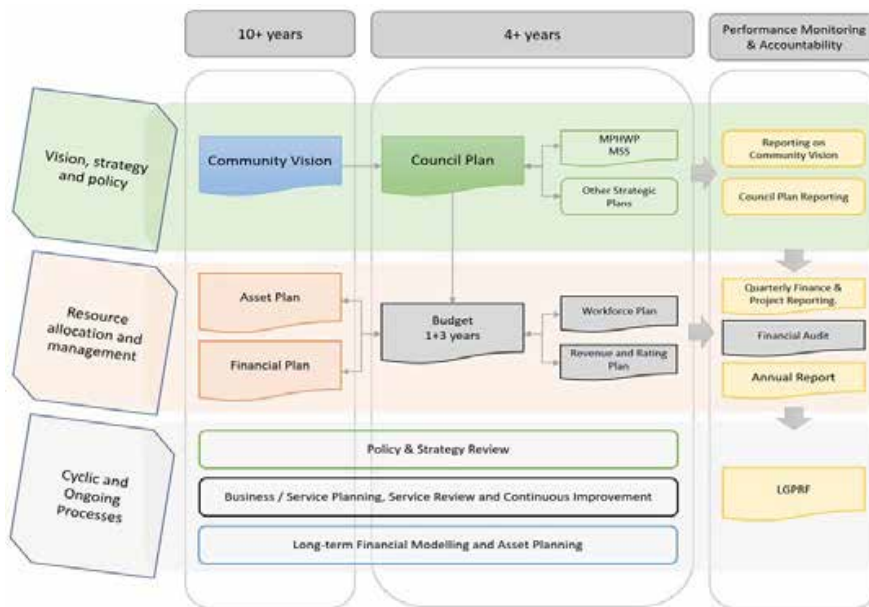 10+ years
4+ years
Performance Monitoring
& Accountability
Vision, strategy
and policy
Community Vision
Council Plan
MPHWP
MSS
Other Strategic
Plans
Reporting on
Community Vision
Council Plan Reporting
Resource
allocation and
management
Asset Plan
Financial Plan
Budget
1+3 years
Workforce Plan
Revenue and Rating
Plan
Quarterly Finance &
Project Reporting.
Financial Audit
Annual Report
Cyclic and
Ongoing
Processes
Policy & Strategy Review
Business / Service Planning, Service Review and Continuous Improvement
Long-term Financial Modelling and Asset Planning
LGPRF